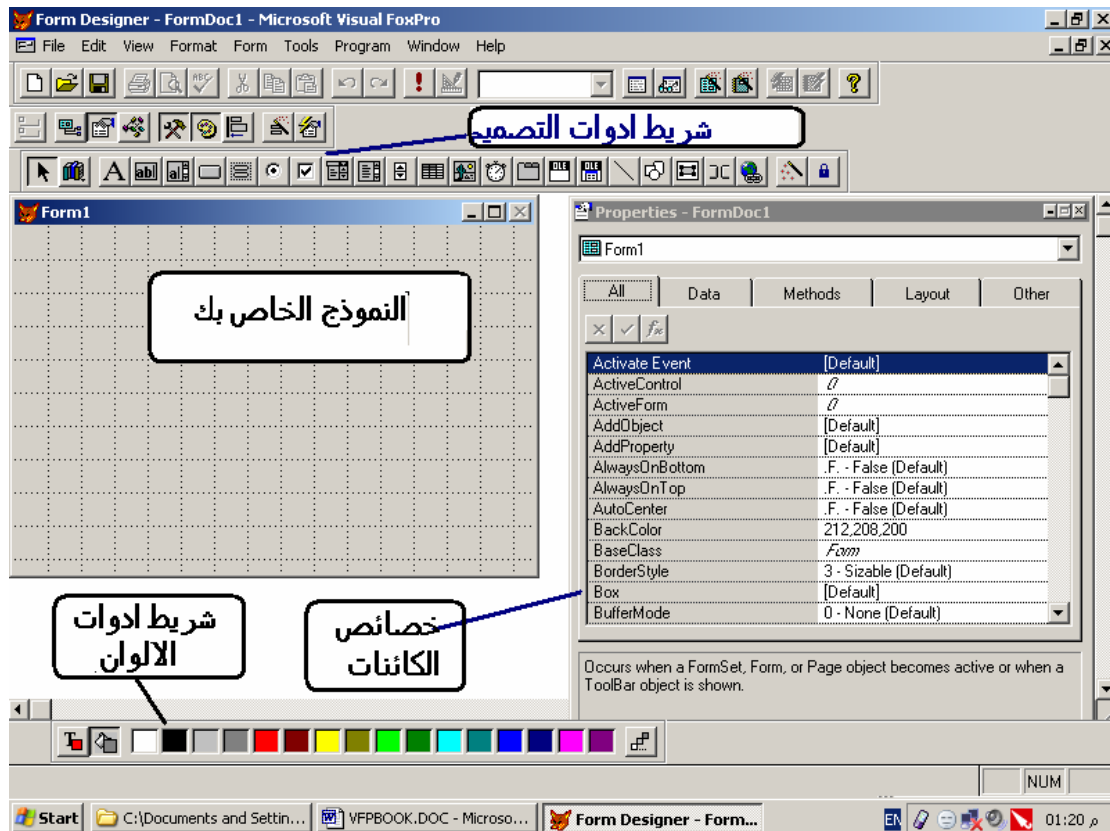 Form Designer - FormDoc1 - Microsoft Visual FoxPro
File Edit View Format Form Tools Program Window Help
شريط ادوات التصميم
Form1
النموذج الخاص بك
Properties - FormDoc1
Form1
All Data Methods Layout Other
Activate Event [Default]
ActiveControl 0
ActiveForm 0
AddObject [Default]
AddProperty [Default]
AlwaysOnBottom .F. - False (Default)
AlwaysOnTop .F. - False (Default)
AutoCenter .F. - False (Default)
BackColor 212,208,200
BaseClass Form
BorderStyle 3 - Sizable (Default)
Box [Default]
BufferMode 0 - None (Default)
Occurs when a FormSet, Form, or Page object becomes active or when a
ToolBar object is shown.
شريط ادوات
الالوان
خصائص
الكائنات
NUM
Start C:\Documents and Settin... VFPBOOK.DOC - Microso... Form Designer - Form... EN 01:20 م